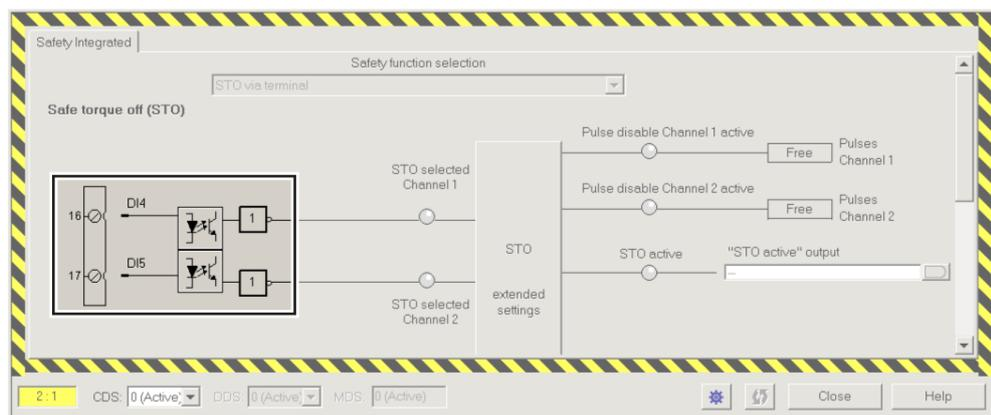 Safety Integrated
Safety function selection
STO via terminal
Safe torque off (STO)
Pulse disable Channel 1 active
Free
Pulses
Channel 1
STO selected
Channel 1
Pulse disable Channel 2 active
Free
Pulses
Channel 2
16
DI4
1
STO
STO active
"STO active" output
17
DI5
1
extended
settings
STO selected
Channel 2
2 : 1
CDS: 0 (Active)
DDS: 0 (Active)
MDS: 0 (Active)
Close
Help